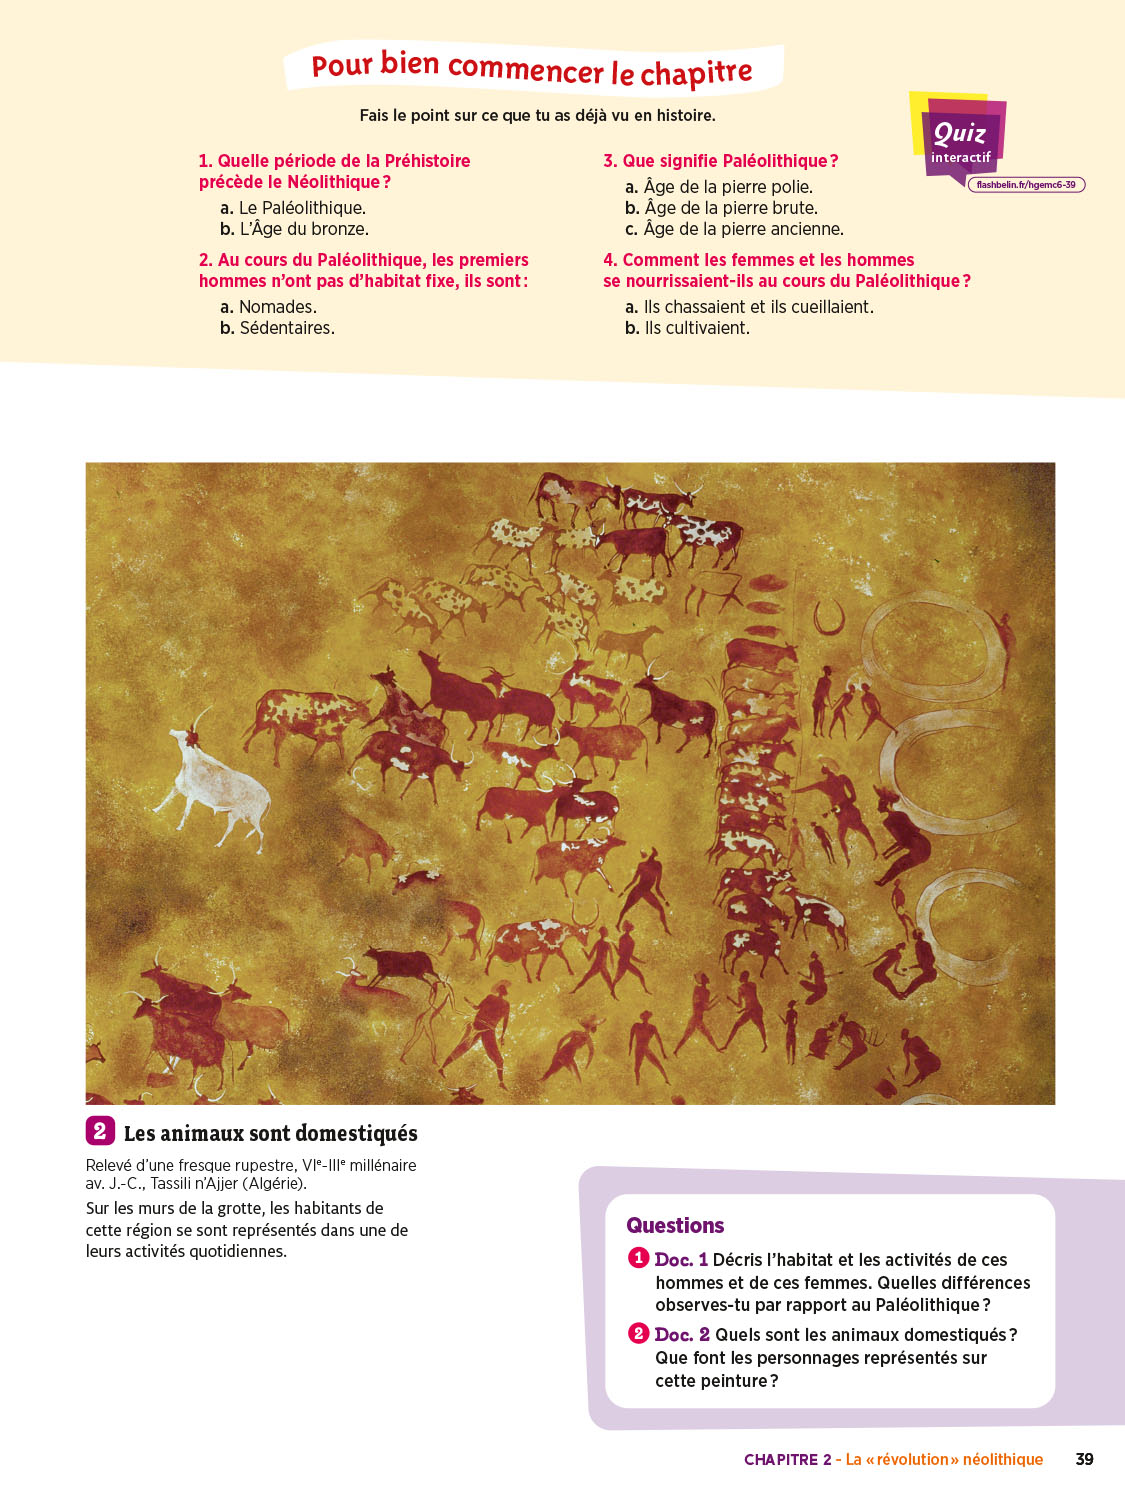 Pour bien commencer le chapitre
Fais le point sur ce que tu as déjà vu en histoire.
Quiz
interactif
flashbelin.fr/hgemc6-39
1. Quelle période de la Préhistoire
précède le Néolithique ?
a. Le Paléolithique.
b. L’Âge du bronze.
2. Au cours du Paléolithique, les premiers
hommes n’ont pas d’habitat fixe, ils sont :
a. Nomades.
b. Sédentaires.
3. Que signifie Paléolithique ?
a. Âge de la pierre polie.
b. Âge de la pierre brute.
c. Âge de la pierre ancienne.
4. Comment les femmes et les hommes
se nourrissaient-ils au cours du Paléolithique ?
a. Ils chassaient et ils cueillaient.
b. Ils cultivaient.
2 Les animaux sont domestiqués
Relevé d’une fresque rupestre, VIe-IIIe millénaire
av. J.-C., Tassili n’Ajjer (Algérie).
Sur les murs de la grotte, les habitants de
cette région se sont représentés dans une de
leurs activités quotidiennes.
Questions
1 Doc. 1 Décris l’habitat et les activités de ces
hommes et de ces femmes. Quelles différences
observes-tu par rapport au Paléolithique ?
2 Doc. 2 Quels sont les animaux domestiqués ?
Que font les personnages représentés sur
cette peinture ?
CHAPITRE 2 - La « révolution » néolithique 39